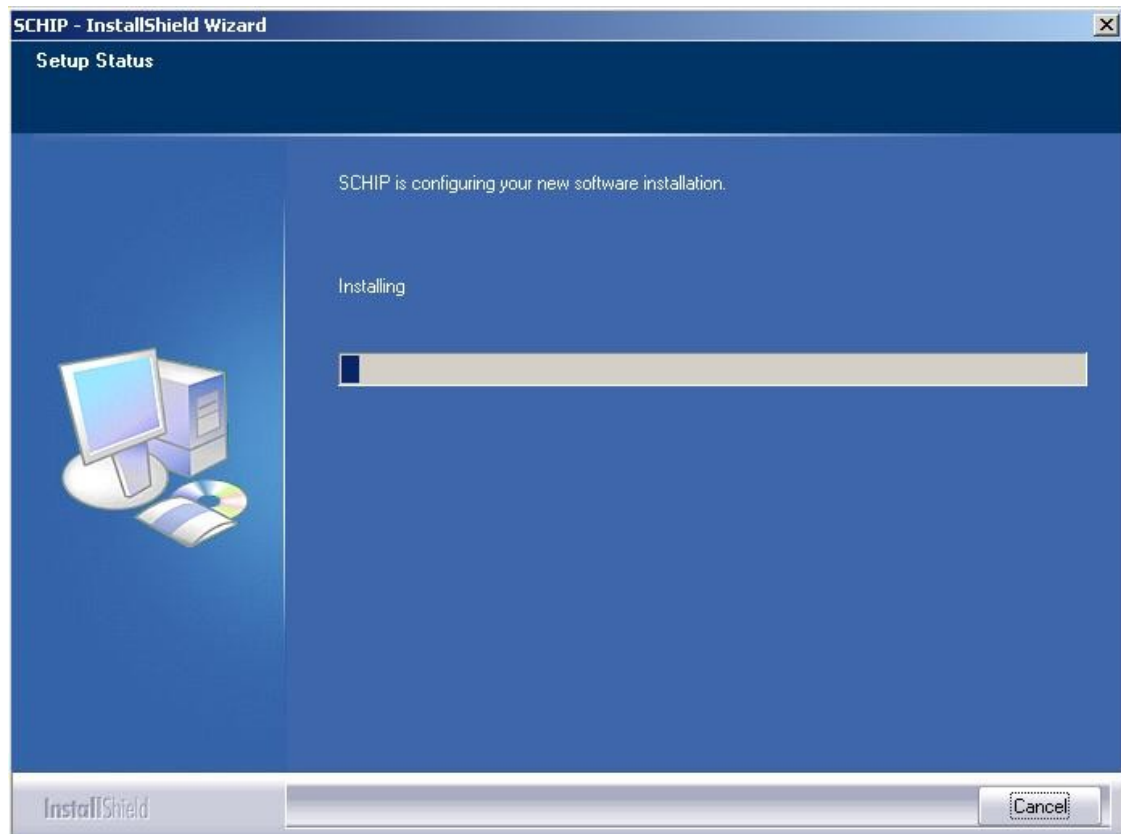 SCHIP - InstallShield Wizard
Setup Status
SCHIP is configuring your new software installation.
Installing
InstallShield
Cancel